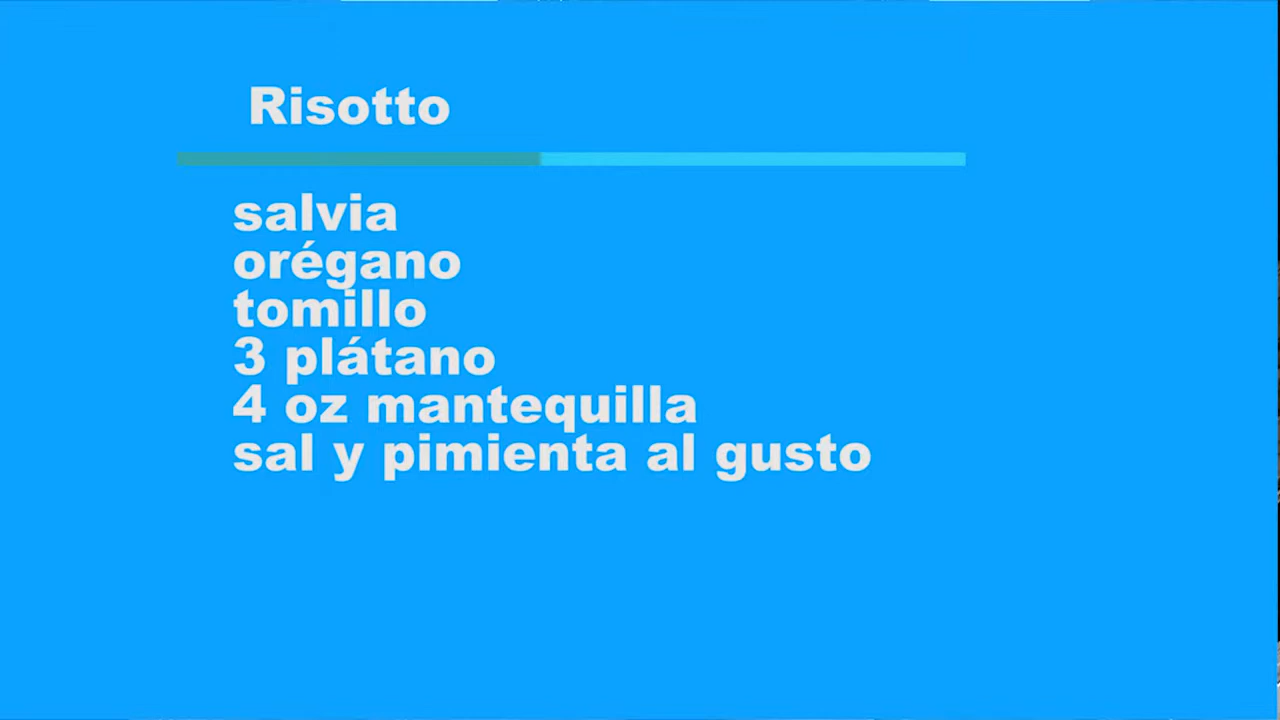 Risotto
salvia
orégano
tomillo
3 plátano
4 oz mantequilla
sal y pimienta al gusto